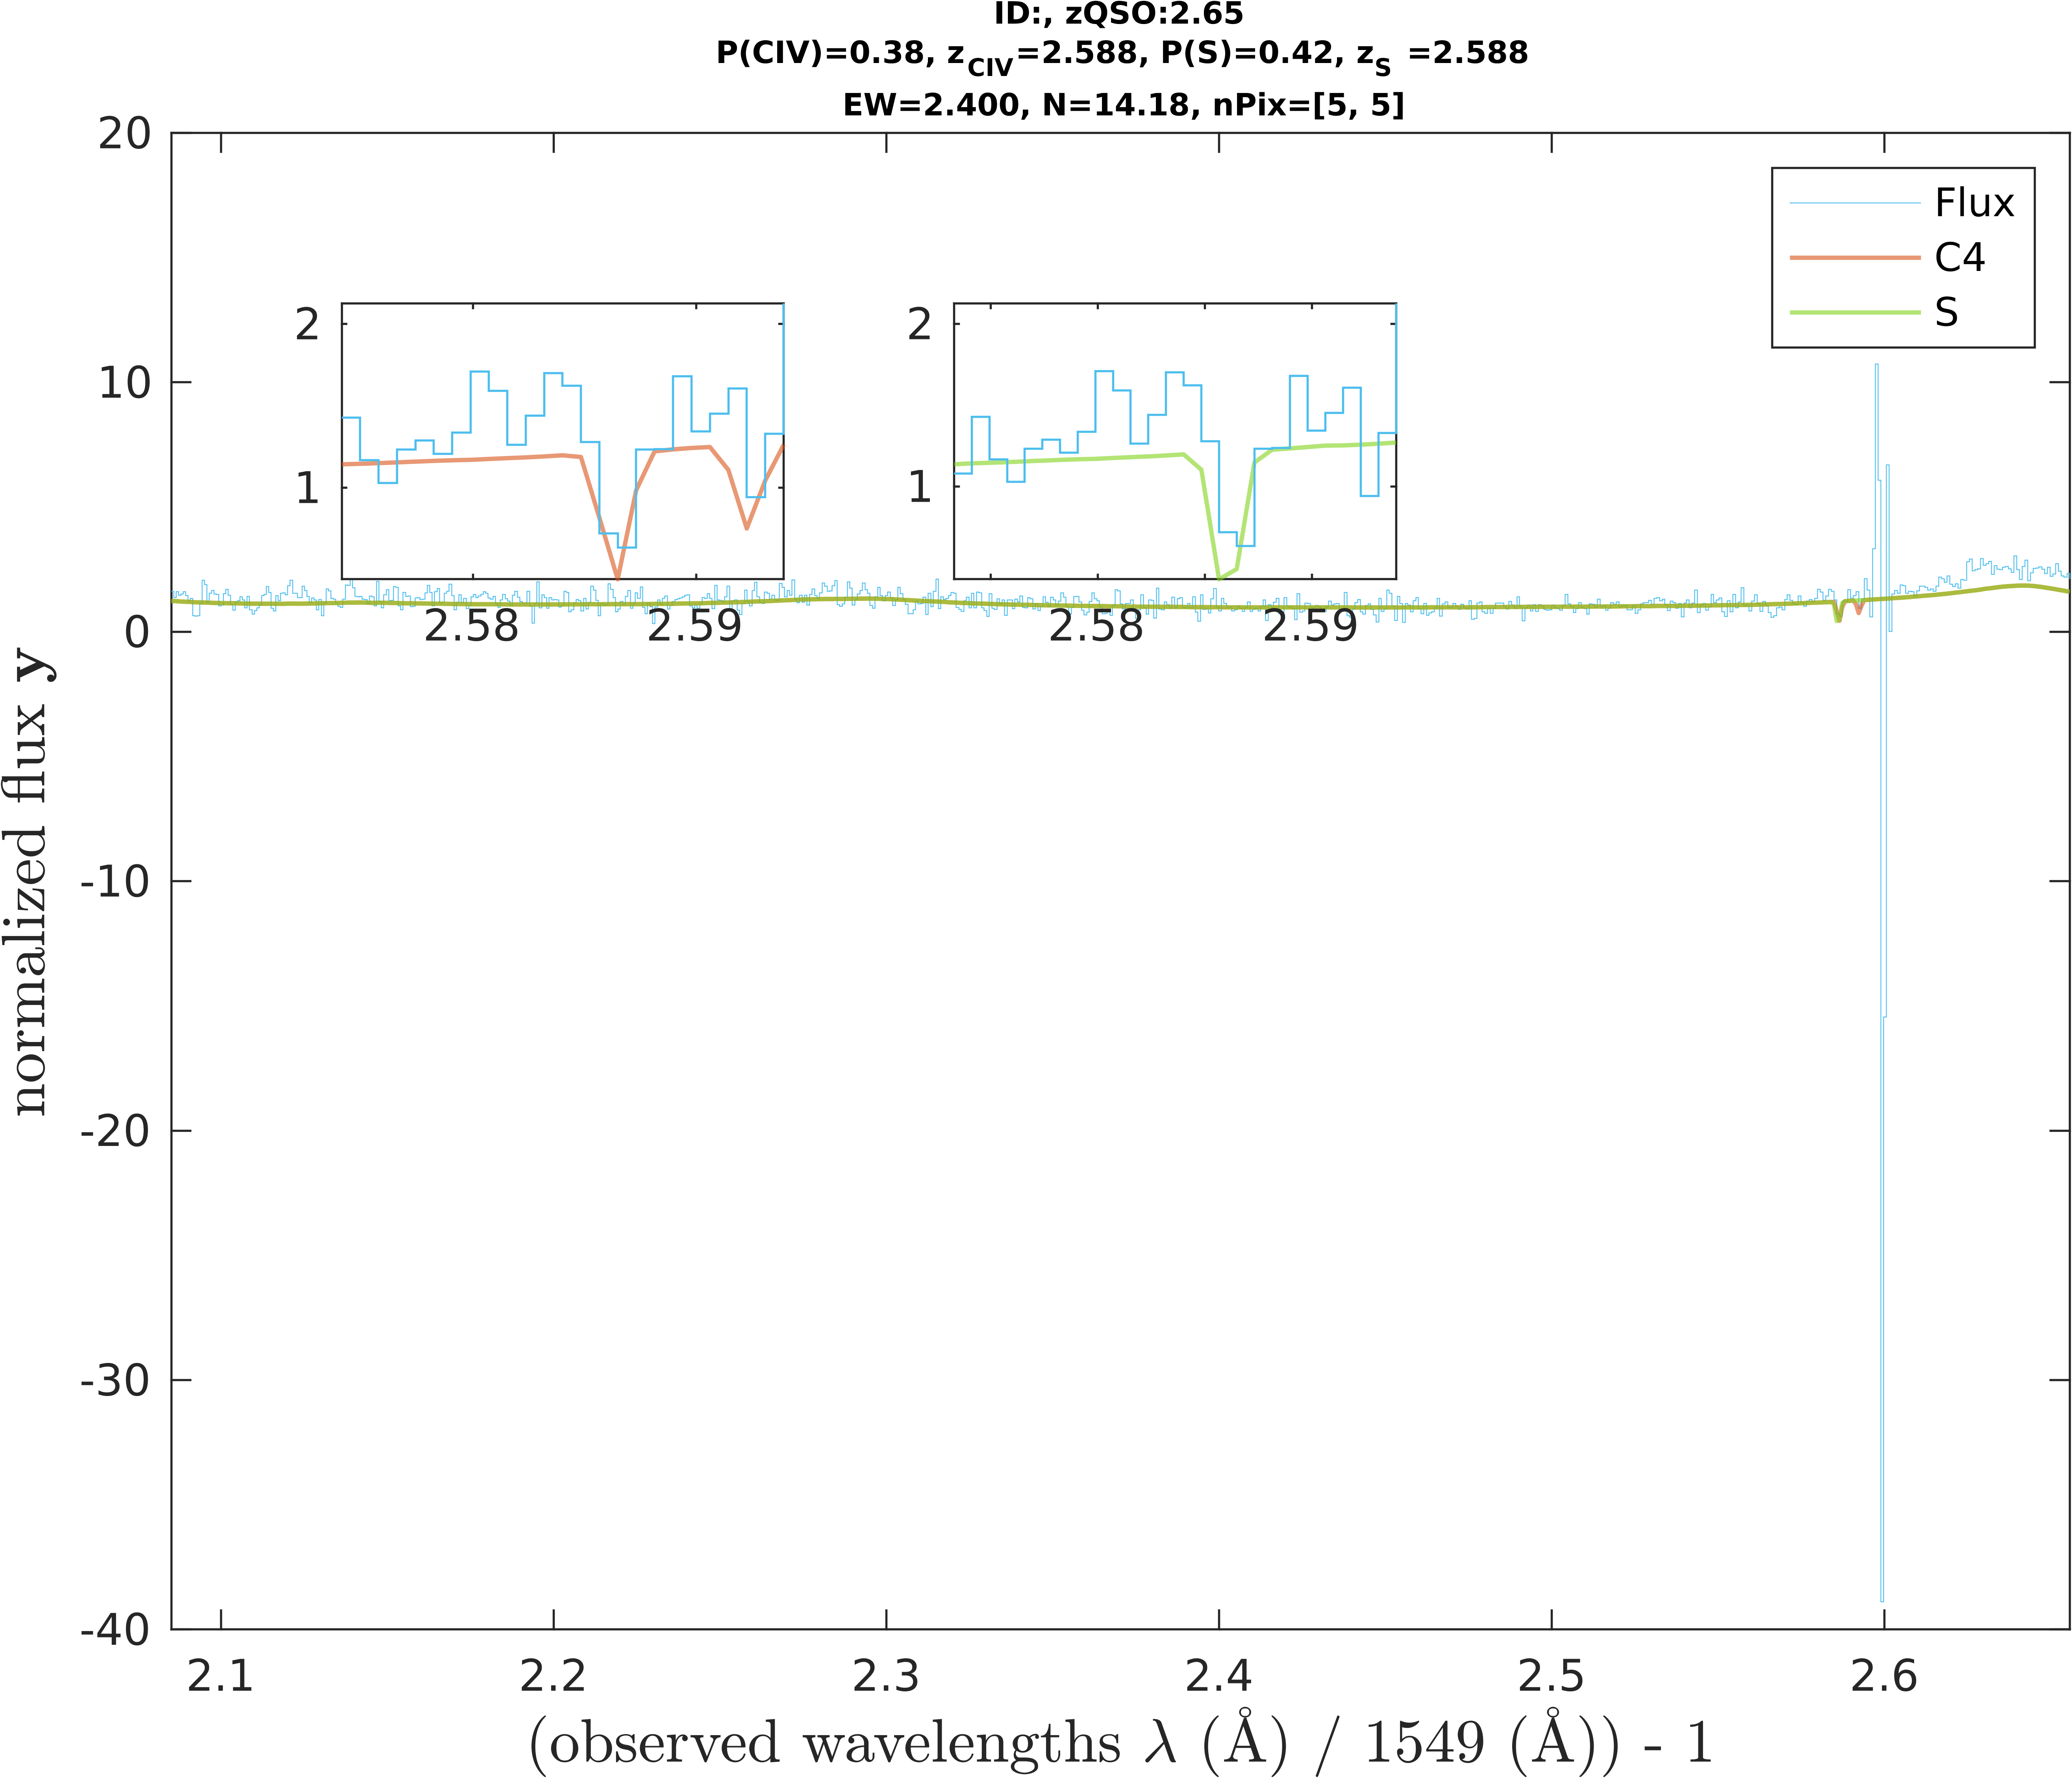 ID:, zQSO:2.65
P(CIV)=0.38, zCIV=2.588, P(S)=0.42, zS =2.588
EW=2.400, N=14.18, nPix=[5, 5]
20
10
0
-10
-20
-30
-40
normalized flux y
Flux
C4
S
2
1
2.58 2.59
2
1
2.58 2.59
2.1 2.2 2.3 2.4 2.5 2.6
(observed wavelengths λ (Å) / 1549 (Å)) - 1